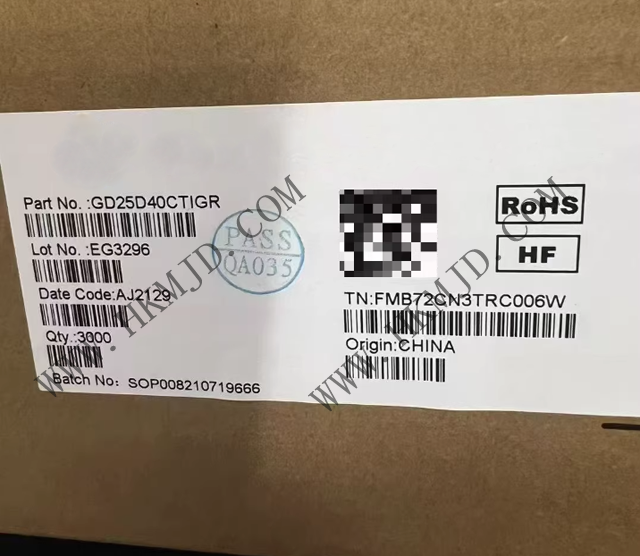 Part No. :GD25D40CTIGR
Lot No. :EG3296
Date Code:AJ2129
Qty.:3000
Batch No: SOP008210719666
PASS
QA035
RoHS
HF
TN:FMB72CN3TRC006W
Origin:CHINA
WWW.HKMJD.COM
WWW.HKMJD.COM